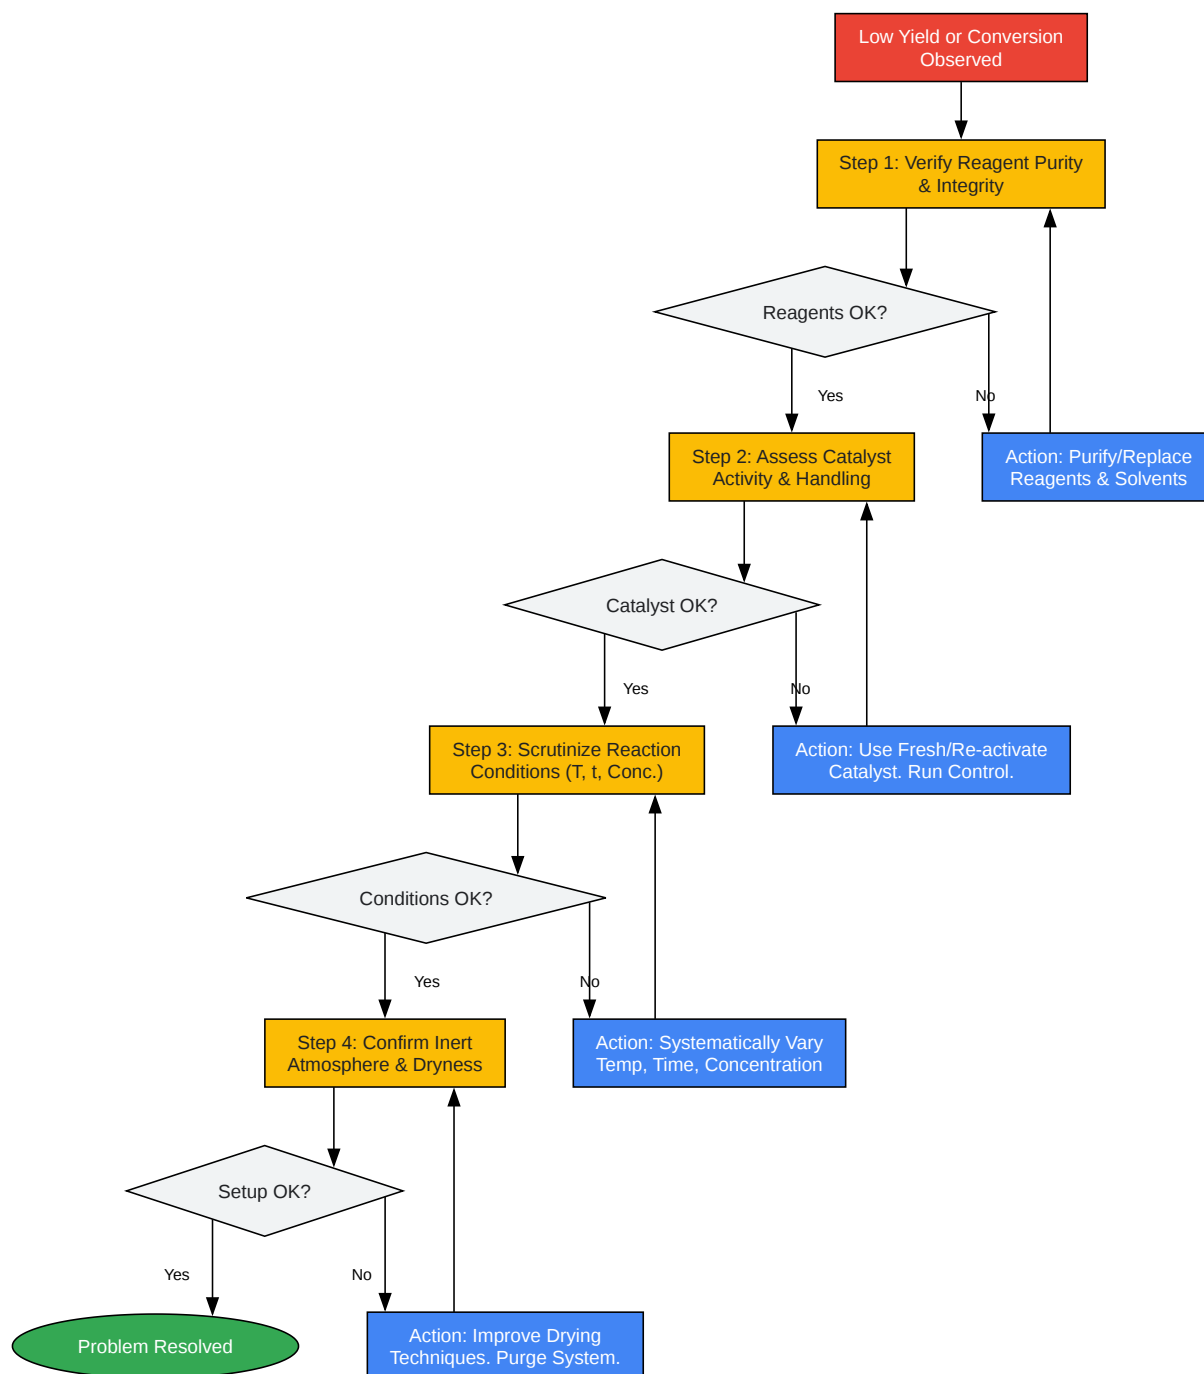 Low Yield or Conversion
Observed
Step 1: Verify Reagent Purity
& Integrity
Reagents OK?
Yes
No
Step 2: Assess Catalyst
Activity & Handling
Action: Purify/Replace
Reagents & Solvents
Catalyst OK?
Yes
No
Step 3: Scrutinize Reaction
Conditions (T, t, Conc.)
Action: Use Fresh/Re-activate
Catalyst. Run Control.
Conditions OK?
Yes
No
Step 4: Confirm Inert
Atmosphere & Dryness
Action: Systematically Vary
Temp, Time, Concentration
Setup OK?
Yes
No
Problem Resolved
Action: Improve Drying
Techniques. Purge System.